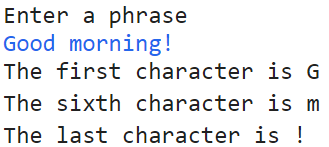 Enter a phrase
Good morning!
The first character is G
The sixth character is m
The last character is !